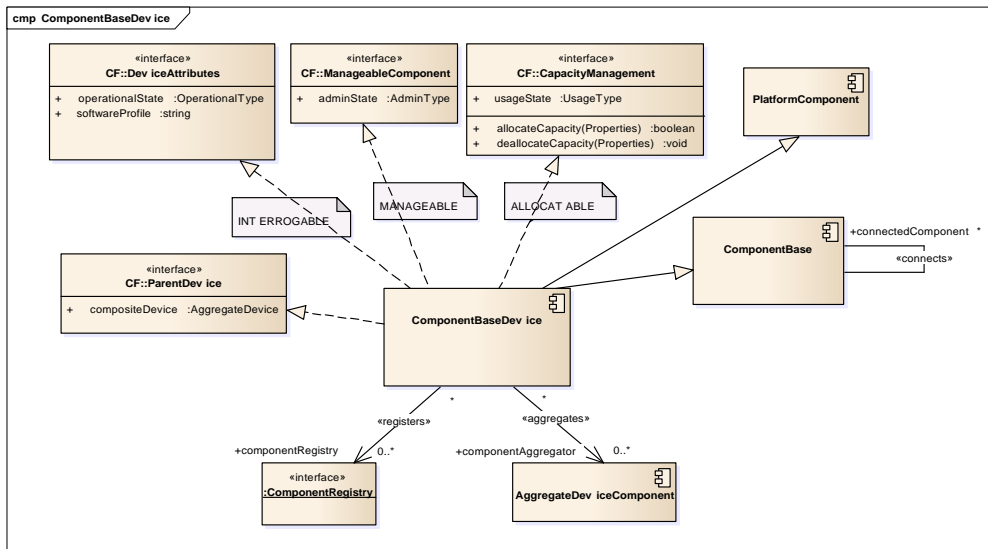 cmp ComponentBaseDev ice
«interface»
CF::Dev iceAttributes
+ operationalState :OperationalType
+ softwareProfile :string
«interface»
CF::ManageableComponent
+ adminState :AdminType
«interface»
CF::CapacityManagement
+ usageState :UsageType
+ allocateCapacity(Properties) :boolean
+ deallocateCapacity(Properties) :void
PlatformComponent
INT ERROGABLE
MANAGEABLE
ALLOCAT ABLE
ComponentBase
+connectedComponent *
«connects»
«interface»
CF::ParentDev ice
+ compositeDevice :AggregateDevice
ComponentBaseDev ice
*
*
«registers»
«aggregates»
+componentRegistry 0..*
+componentAggregator 0..*
«interface»
:ComponentRegistry
AggregateDev iceComponent